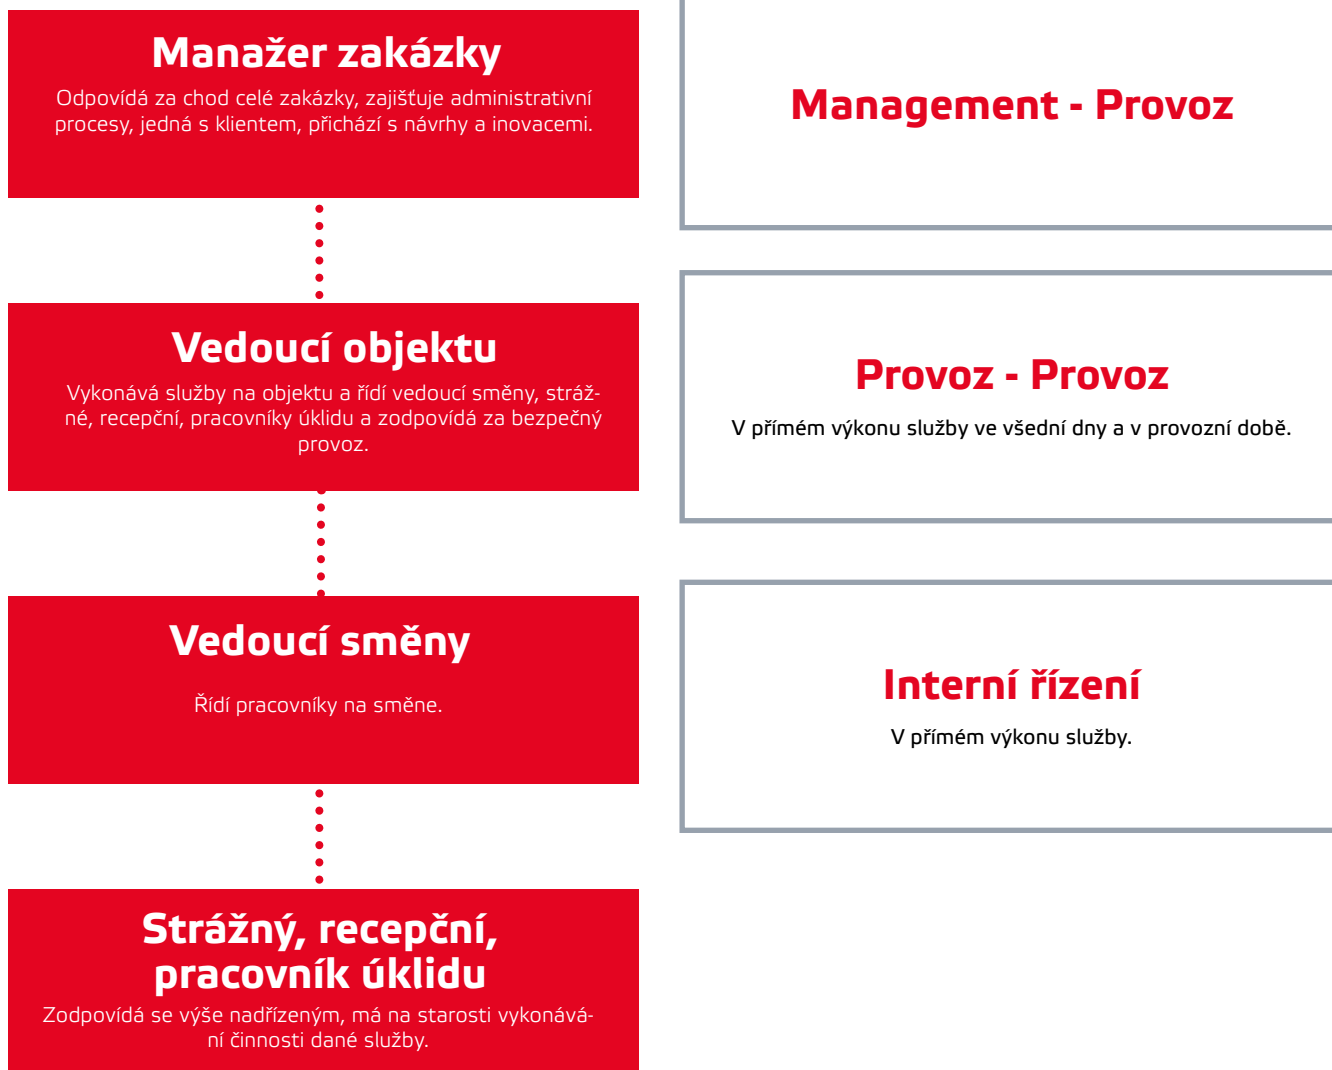 Manažer zakázky
Odpovídá za chod celé zakázky, zajišťuje administrativní
procesy, jedná s klientem, přichází s návrhy a inovacemi.
Management - Provoz
Vedoucí objektu
Vykonává služby na objektu a řídí vedoucí směny, stráž-
né, recepční, pracovníky úklidu a zodpovídá za bezpečný
provoz.
Provoz - Provoz
V přímém výkonu služby ve všední dny a v provozní době.
Vedoucí směny
Řídí pracovníky na směne.
Interní řízení
V přímém výkonu služby.
Strážný, recepční,
pracovník úklidu
Zodpovídá se výše nadřízeným, má na starosti vykonává-
ní činnosti dané služby.